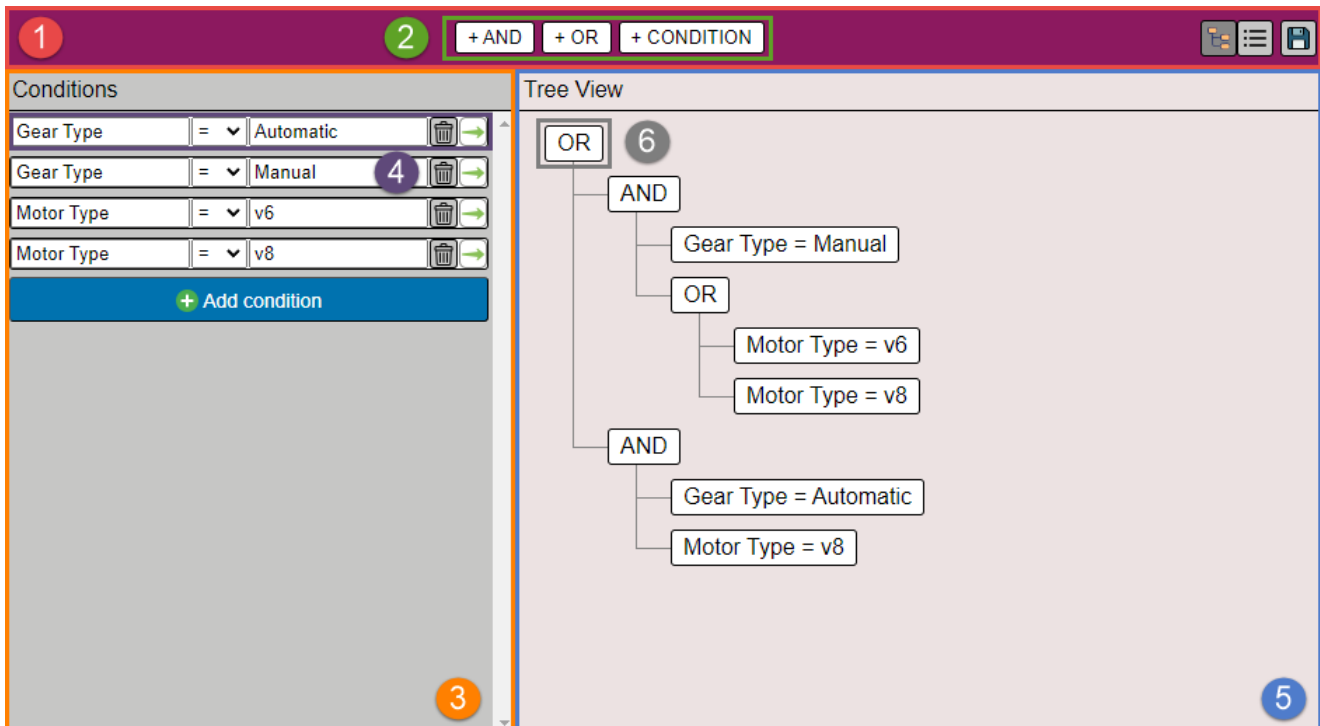 1
2
+ AND
+ OR
+ CONDITION
Conditions
Gear Type = Automatic
Gear Type = Manual
4
Motor Type = v6
Motor Type = v8
Add condition
3
Tree View
OR
6
AND
Gear Type = Manual
OR
Motor Type = v6
Motor Type = v8
AND
Gear Type = Automatic
Motor Type = v8
5